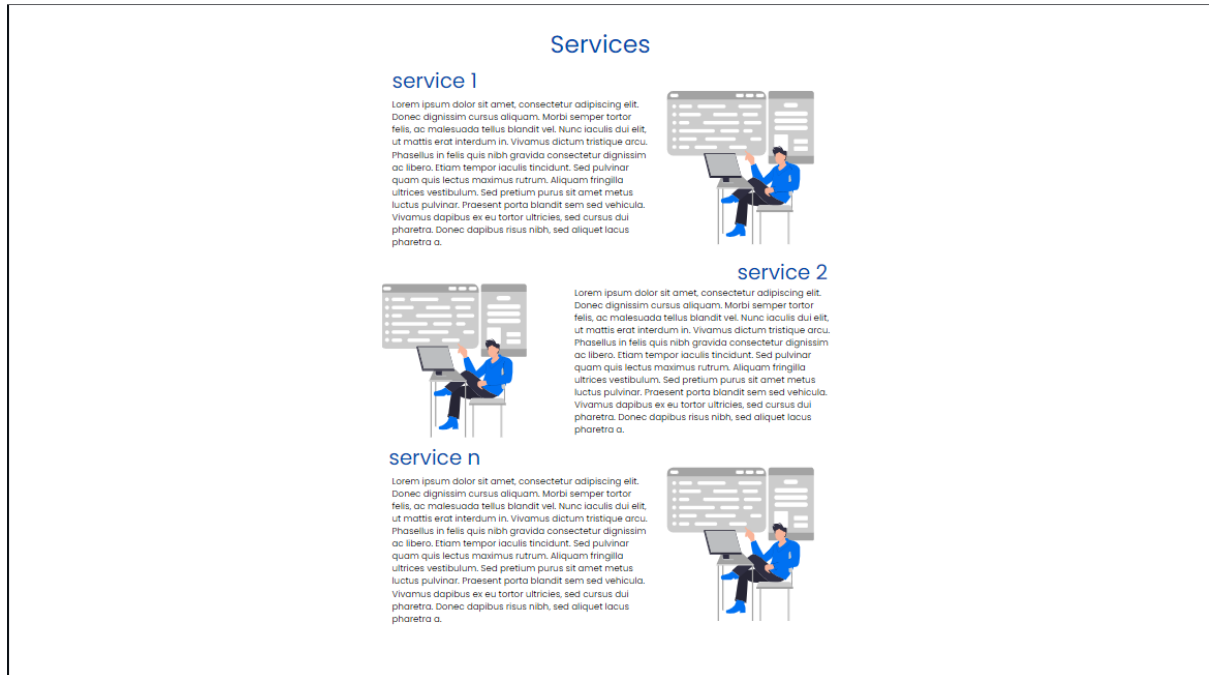 Services
service 1
Lorem ipsum dolor sit amet, consectetur adipiscing elit.
Donec dignissim cursus aliquam. Morbi semper tortor
felis, ac malesuada tellus blandit vel. Nunc iaculis dui elit,
ut mattis erat interdum in. Vivamus dictum tristique arcu.
Phasellus in felis quis nibh gravida consectetur dignissim
ac libero. Etiam tempor iaculis tincidunt. Sed pulvinar
quam quis lectus maximus rutrum. Aliquam fringilla
ultrices vestibulum. Sed pretium purus sit amet metus
luctus pulvinar. Praesent porta blandit sem sed vehicula.
Vivamus dapibus ex eu tortor ultricies, sed cursus dui
pharetra. Donec dapibus risus nibh, sed aliquet lacus
pharetra a.
service 2
Lorem ipsum dolor sit amet, consectetur adipiscing elit.
Donec dignissim cursus aliquam. Morbi semper tortor
felis, ac malesuada tellus blandit vel. Nunc iaculis dui elit,
ut mattis erat interdum in. Vivamus dictum tristique arcu.
Phasellus in felis quis nibh gravida consectetur dignissim
ac libero. Etiam tempor iaculis tincidunt. Sed pulvinar
quam quis lectus maximus rutrum. Aliquam fringilla
ultrices vestibulum. Sed pretium purus sit amet metus
luctus pulvinar. Praesent porta blandit sem sed vehicula.
Vivamus dapibus ex eu tortor ultricies, sed cursus dui
pharetra. Donec dapibus risus nibh, sed aliquet lacus
pharetra a.
service n
Lorem ipsum dolor sit amet, consectetur adipiscing elit.
Donec dignissim cursus aliquam. Morbi semper tortor
felis, ac malesuada tellus blandit vel. Nunc iaculis dui elit,
ut mattis erat interdum in. Vivamus dictum tristique arcu.
Phasellus in felis quis nibh gravida consectetur dignissim
ac libero. Etiam tempor iaculis tincidunt. Sed pulvinar
quam quis lectus maximus rutrum. Aliquam fringilla
ultrices vestibulum. Sed pretium purus sit amet metus
luctus pulvinar. Praesent porta blandit sem sed vehicula.
Vivamus dapibus ex eu tortor ultricies, sed cursus dui
pharetra. Donec dapibus risus nibh, sed aliquet lacus
pharetra a.